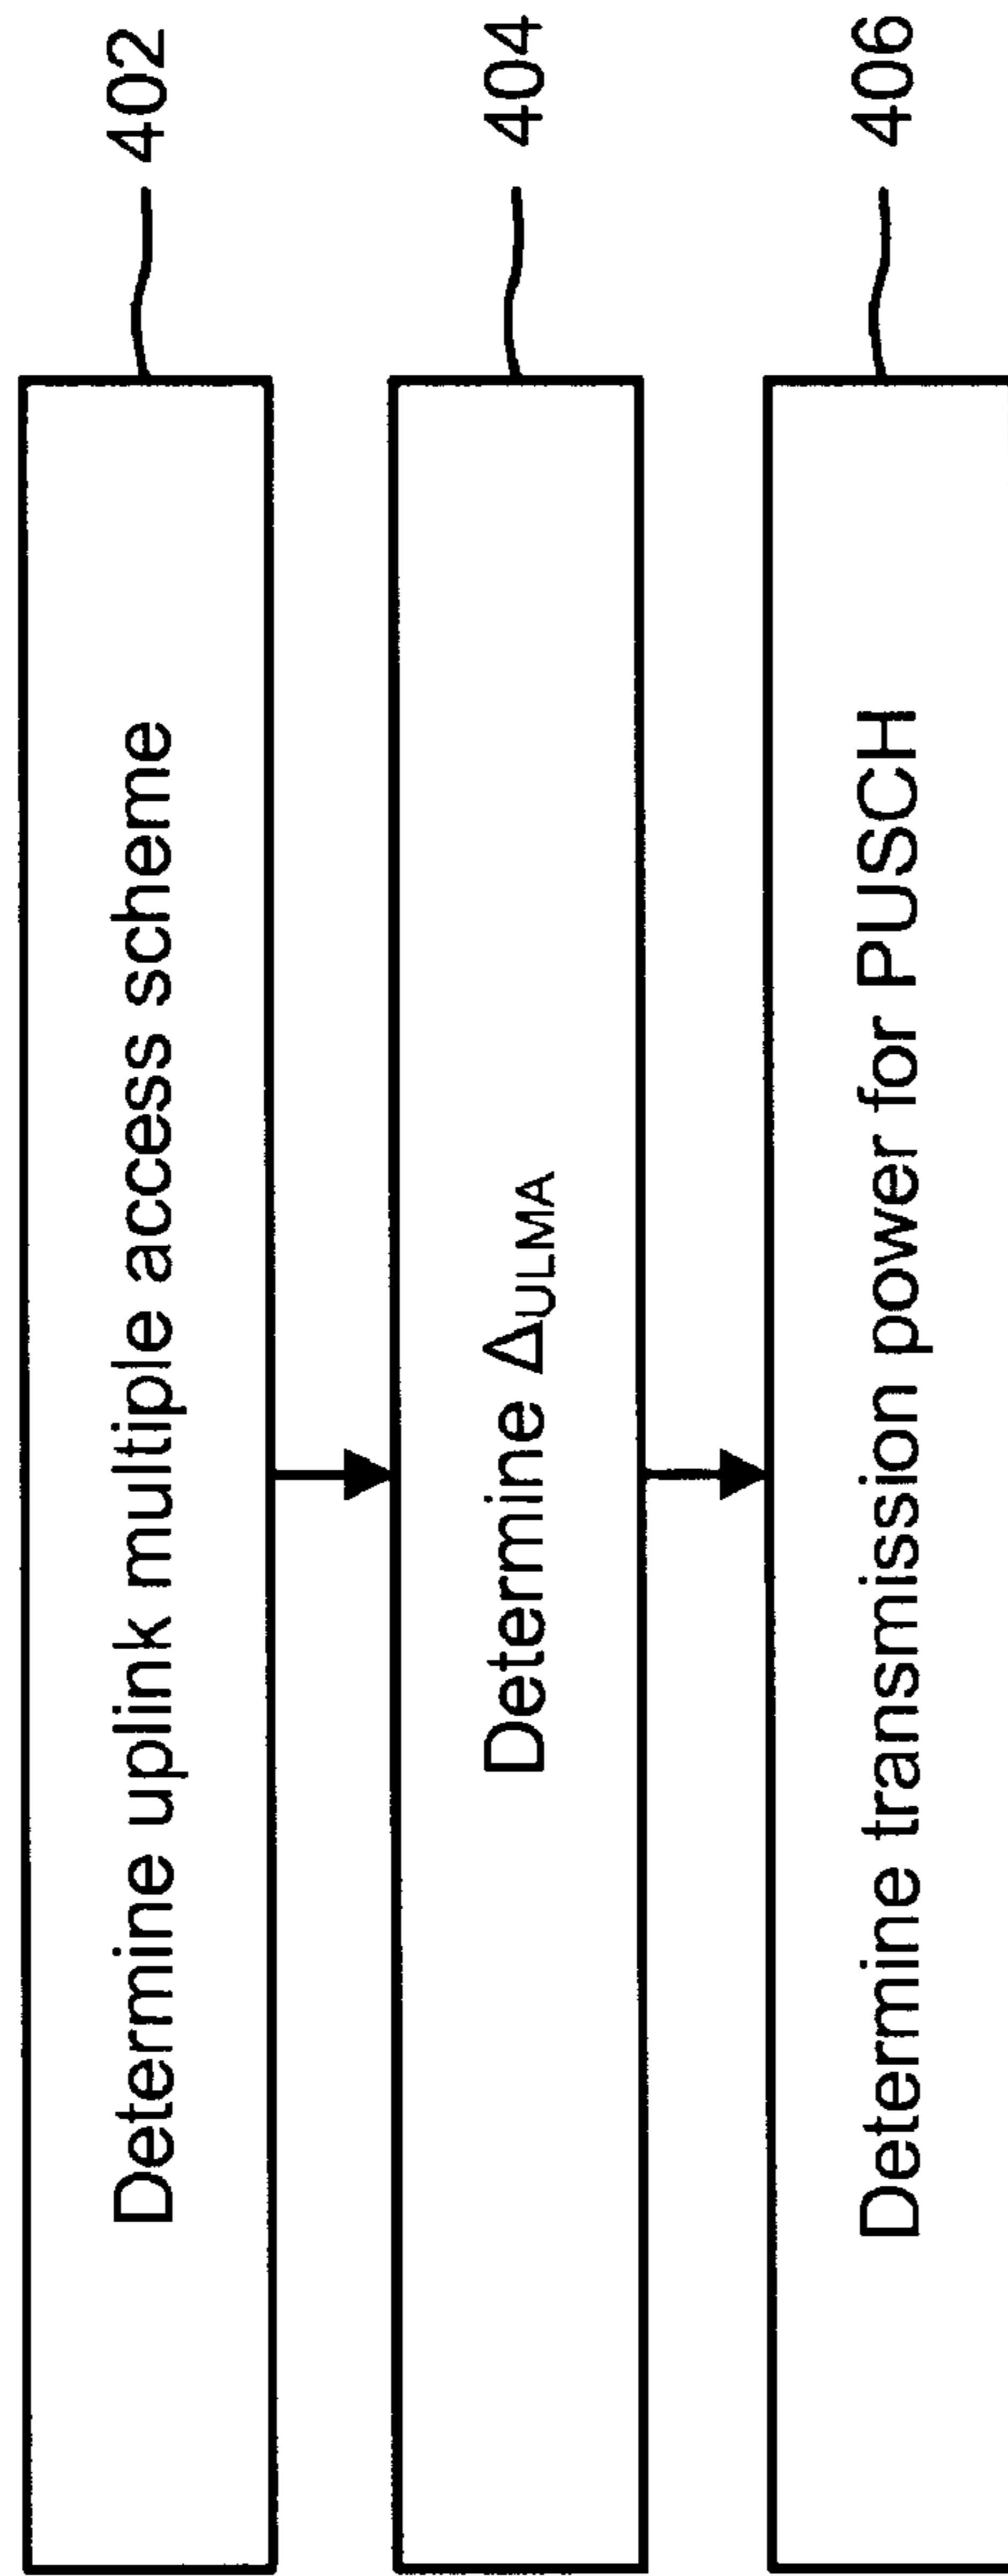 Determine uplink multiple access scheme
402
Determine Δ_ULMA
404
Determine transmission power for PUSCH
406